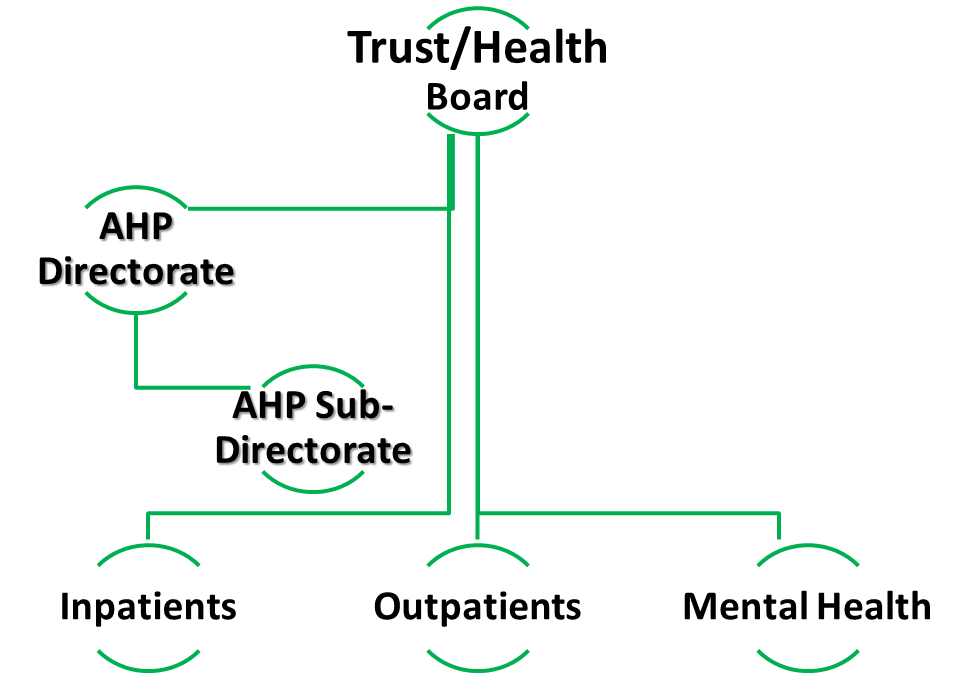 Trust/Health
Board
AHP
Directorate
AHP Sub-
Directorate
Inpatients
Outpatients
Mental Health